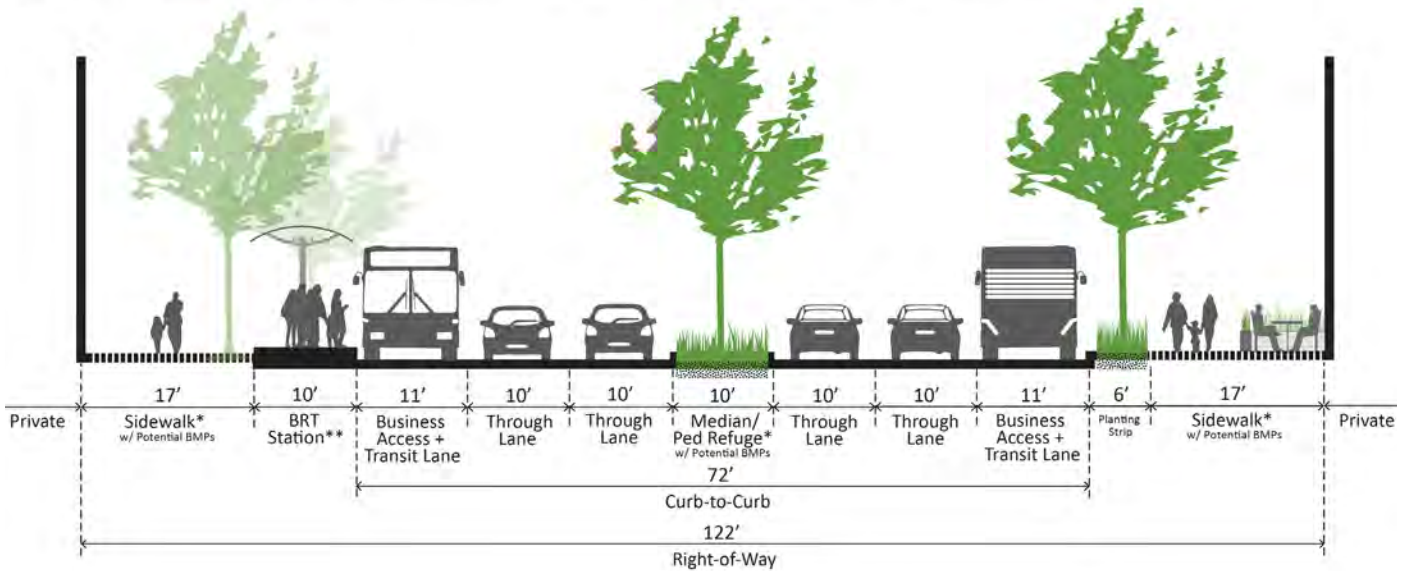 17’ 10’ 11’ 10’ 10’ 10’ 10’ 10’ 11’ 6’ 17’
Private
Sidewalk*
w/ Potential BMPs
BRT
Station**
Business
Access +
Transit Lane
Through
Lane
Through
Lane
Median/
Ped Refuge*
w/ Potential BMPs
Through
Lane
Through
Lane
Business
Access +
Transit Lane
Planting
Strip
Sidewalk*
w/ Potential BMPs
Private
72’
Curb-to-Curb
122’
Right-of-Way